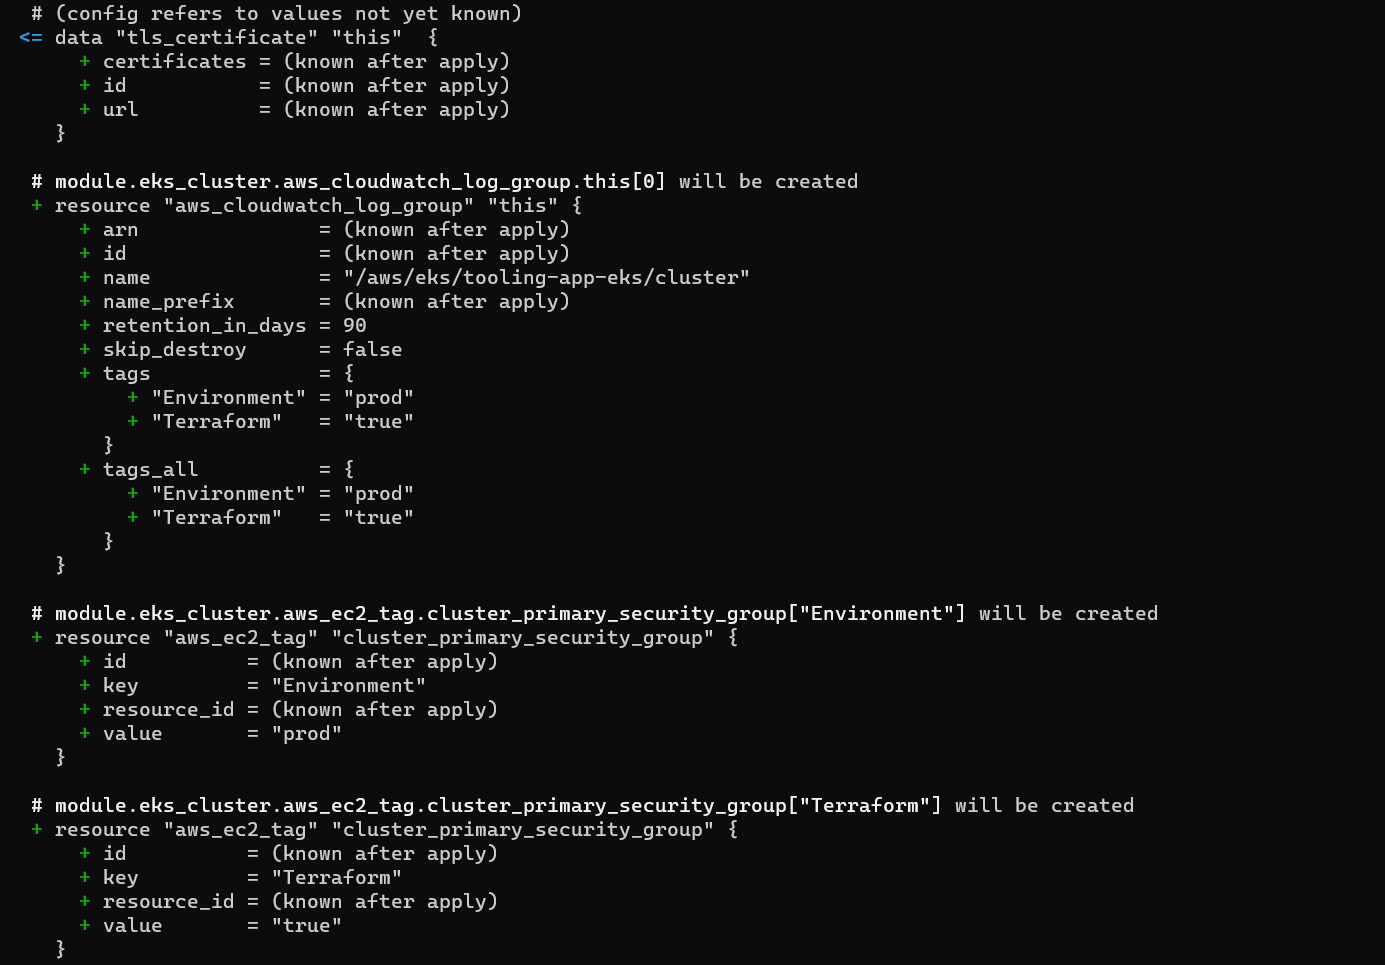 # (config refers to values not yet known)
<= data "tls_certificate" "this"  {
+ certificates = (known after apply)
+ id           = (known after apply)
+ url          = (known after apply)
}
# module.eks_cluster.aws_cloudwatch_log_group.this[0] will be created
+ resource "aws_cloudwatch_log_group" "this" {
+ arn               = (known after apply)
+ id                = (known after apply)
+ name              = "/aws/eks/tooling-app-eks/cluster"
+ name_prefix       = (known after apply)
+ retention_in_days = 90
+ skip_destroy      = false
+ tags              = {
+ "Environment" = "prod"
+ "Terraform"   = "true"
}
+ tags_all          = {
+ "Environment" = "prod"
+ "Terraform"   = "true"
}
}
# module.eks_cluster.aws_ec2_tag.cluster_primary_security_group["Environment"] will be created
+ resource "aws_ec2_tag" "cluster_primary_security_group" {
+ id          = (known after apply)
+ key         = "Environment"
+ resource_id = (known after apply)
+ value       = "prod"
}
# module.eks_cluster.aws_ec2_tag.cluster_primary_security_group["Terraform"] will be created
+ resource "aws_ec2_tag" "cluster_primary_security_group" {
+ id          = (known after apply)
+ key         = "Terraform"
+ resource_id = (known after apply)
+ value       = "true"
}